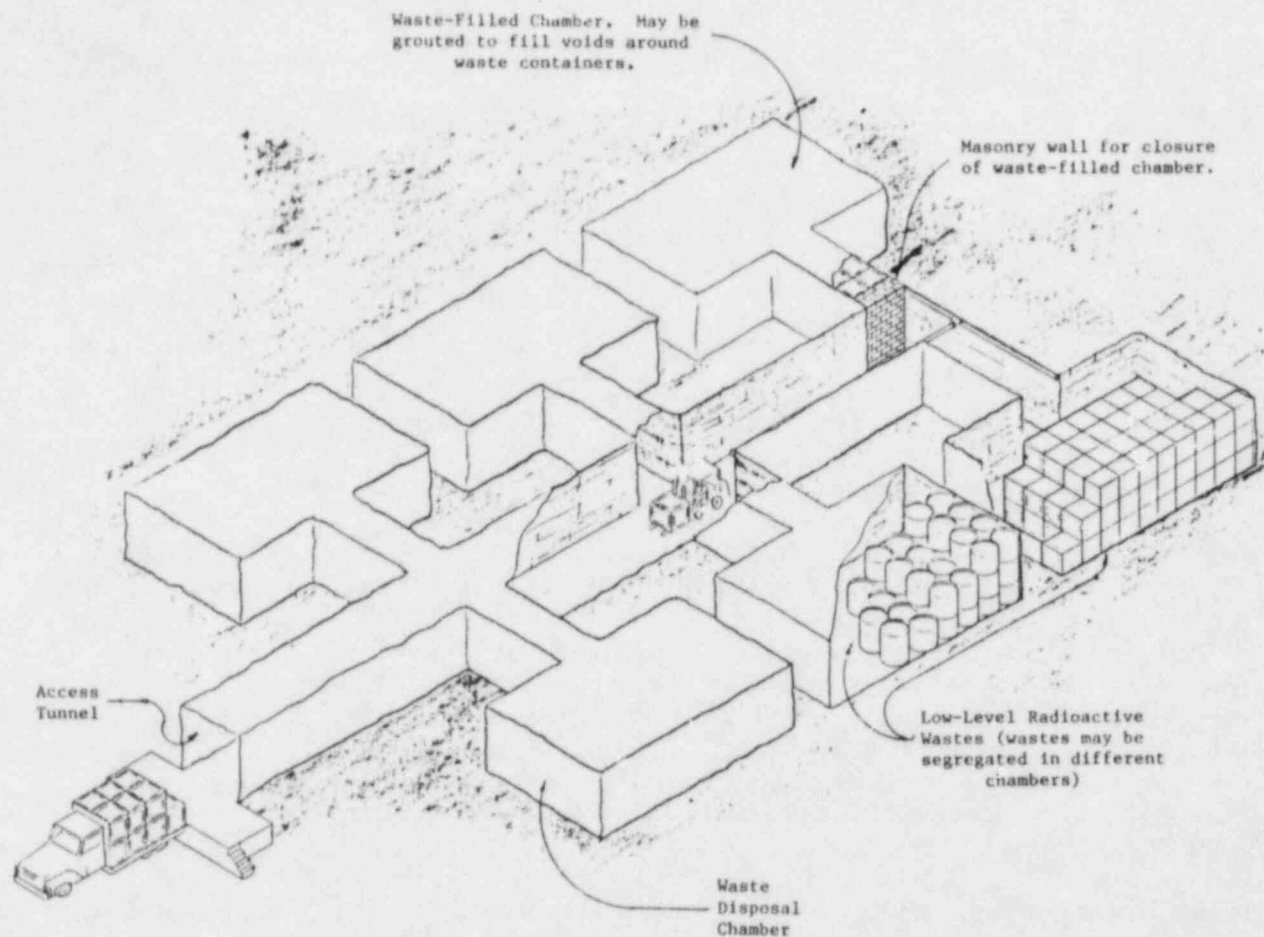 Waste-Filled Chamber. May be
grouted to fill voids around
waste containers.
Masonry wall for closure
of waste-filled chamber.
Access
Tunnel
Low-Level Radioactive
Wastes (wastes may be
segregated in different
chambers)
Waste
Disposal
Chamber